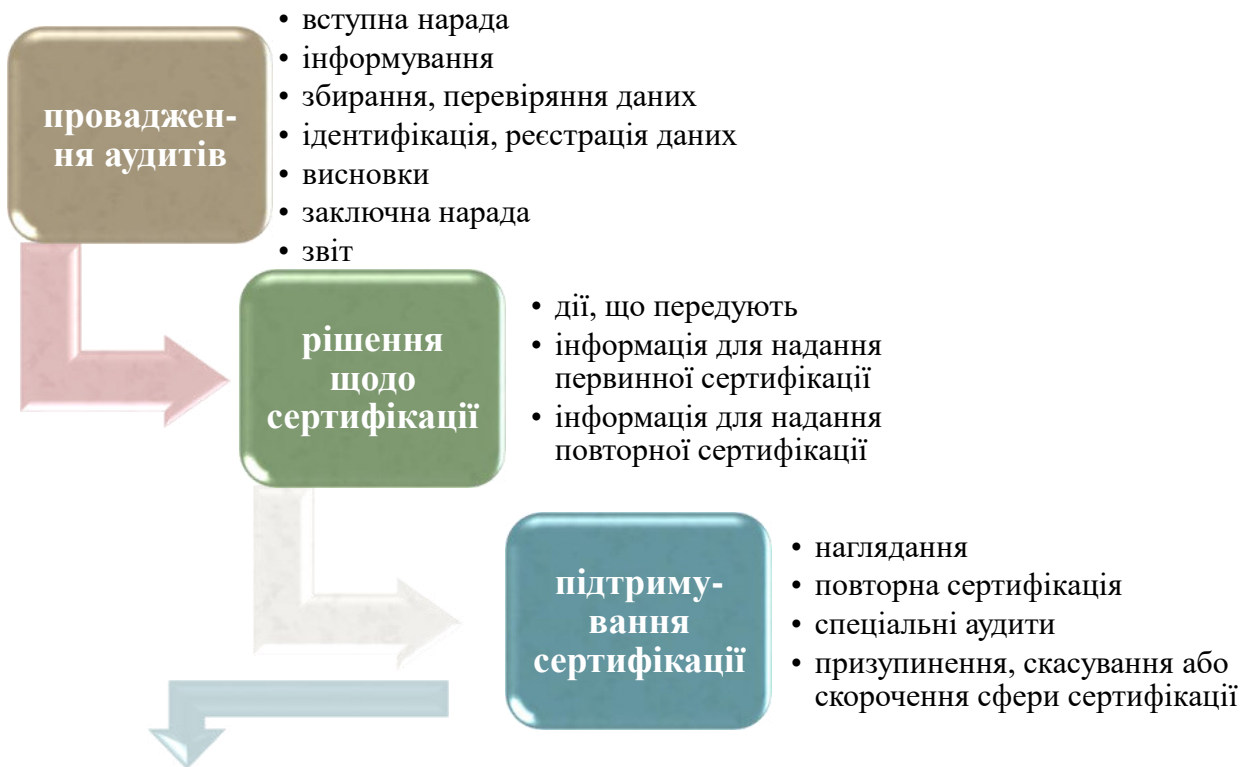 проваджен-
ня аудитів
• вступна нарада
• інформування
• збирання, перевіряння даних
• ідентифікація, реєстрація даних
• висновки
• заключна нарада
• звіт
рішення
щодо
сертифікації
• дії, що передують
• інформація для надання
первинної сертифікації
• інформація для надання
повторної сертифікації
підтриму-
вання
сертифікації
• наглядання
• повторна сертифікація
• спеціальні аудити
• призупинення, скасування або
скорочення сфери сертифікації